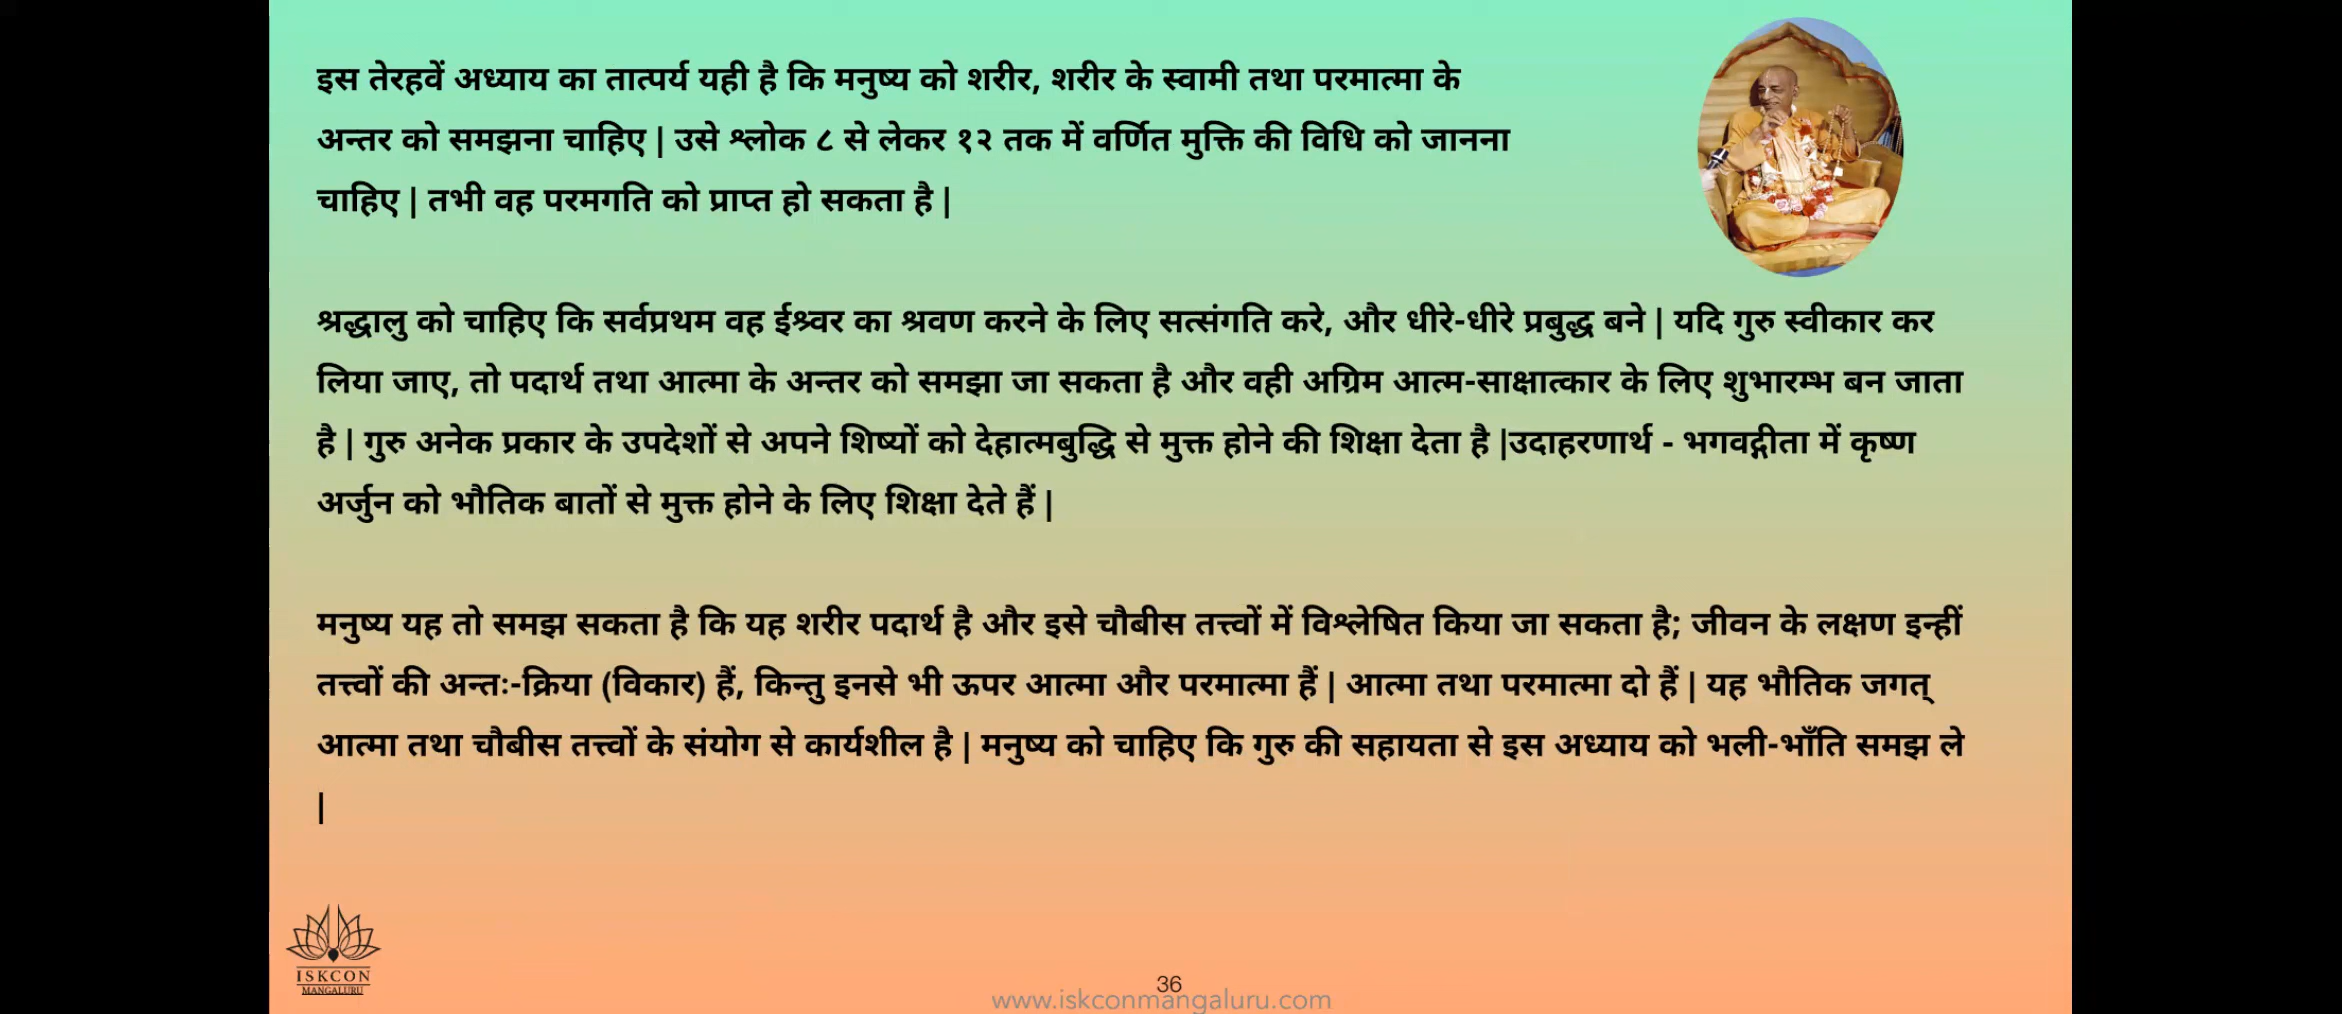 इस तेरहवें अध्याय का तात्पर्य यही है कि मनुष्य को शरीर, शरीर के स्वामी तथा परमात्मा के
अन्तर को समझना चाहिए | उसे श्लोक ८ से लेकर १२ तक में वर्णित मुक्ति की विधि को जानना
चाहिए | तभी वह परमगति को प्राप्त हो सकता है |
श्रद्धालु को चाहिए कि सर्वप्रथम वह ईश्र्वर का श्रवण करने के लिए सत्संगति करे, और धीरे-धीरे प्रबुद्ध बने | यदि गुरु स्वीकार कर
लिया जाए, तो पदार्थ तथा आत्मा के अन्तर को समझा जा सकता है और वही अग्रिम आत्म-साक्षात्कार के लिए शुभारम्भ बन जाता
है | गुरु अनेक प्रकार के उपदेशों से अपने शिष्यों को देहात्मबुद्धि से मुक्त होने की शिक्षा देता है |उदाहरणार्थ - भगवद्गीता में कृष्ण
अर्जुन को भौतिक बातों से मुक्त होने के लिए शिक्षा देते हैं |
मनुष्य यह तो समझ सकता है कि यह शरीर पदार्थ है और इसे चौबीस तत्त्वों में विश्लेषित किया जा सकता है; जीवन के लक्षण इन्हीं
तत्त्वों की अन्तः-क्रिया (विकार) हैं, किन्तु इनसे भी ऊपर आत्मा और परमात्मा हैं | आत्मा तथा परमात्मा दो हैं | यह भौतिक जगत्
आत्मा तथा चौबीस तत्त्वों के संयोग से कार्यशील है | मनुष्य को चाहिए कि गुरु की सहायता से इस अध्याय को भली-भाँति समझ ले
|
ISKCON
MANGALURU
36
www.iskconmangaluru.com